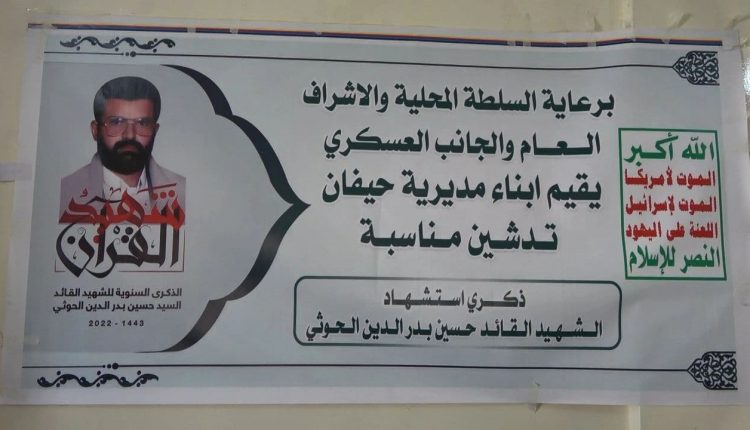 برعاية السلطة المحلية والاشراف
العام والجانب العسكري
يقيم ابناء مديرية حيفان
تدشين مناسبة
ذكري استشهاد
الشهيد القائد حسين بدر الدين الحوثي
الله أكبر
الموت لأمريكا
الموت لإسرائيل
اللعنة على اليهود
النصر للإسلام
شهيد
القرآن
الذكرى السنوية للشهيد القائد
السيد حسين بدر الدين الحوثي
1443 - 2022